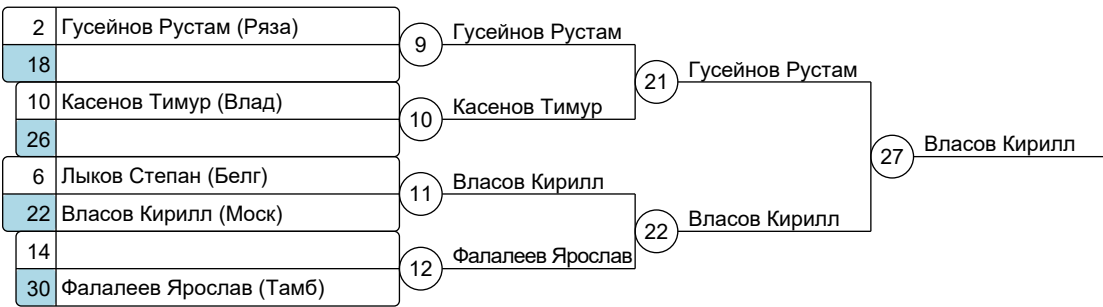 2 Гусейнов Рустам (Ряза)
18
10 Касенов Тимур (Влад)
26
6 Лыков Степан (Белг)
22 Власов Кирилл (Моск)
14
30 Фалалеев Ярослав (Тамб)
9 Гусейнов Рустам
10 Касенов Тимур
11 Власов Кирилл
12 Фалалеев Ярослав
21 Гусейнов Рустам
22 Власов Кирилл
27 Власов Кирилл